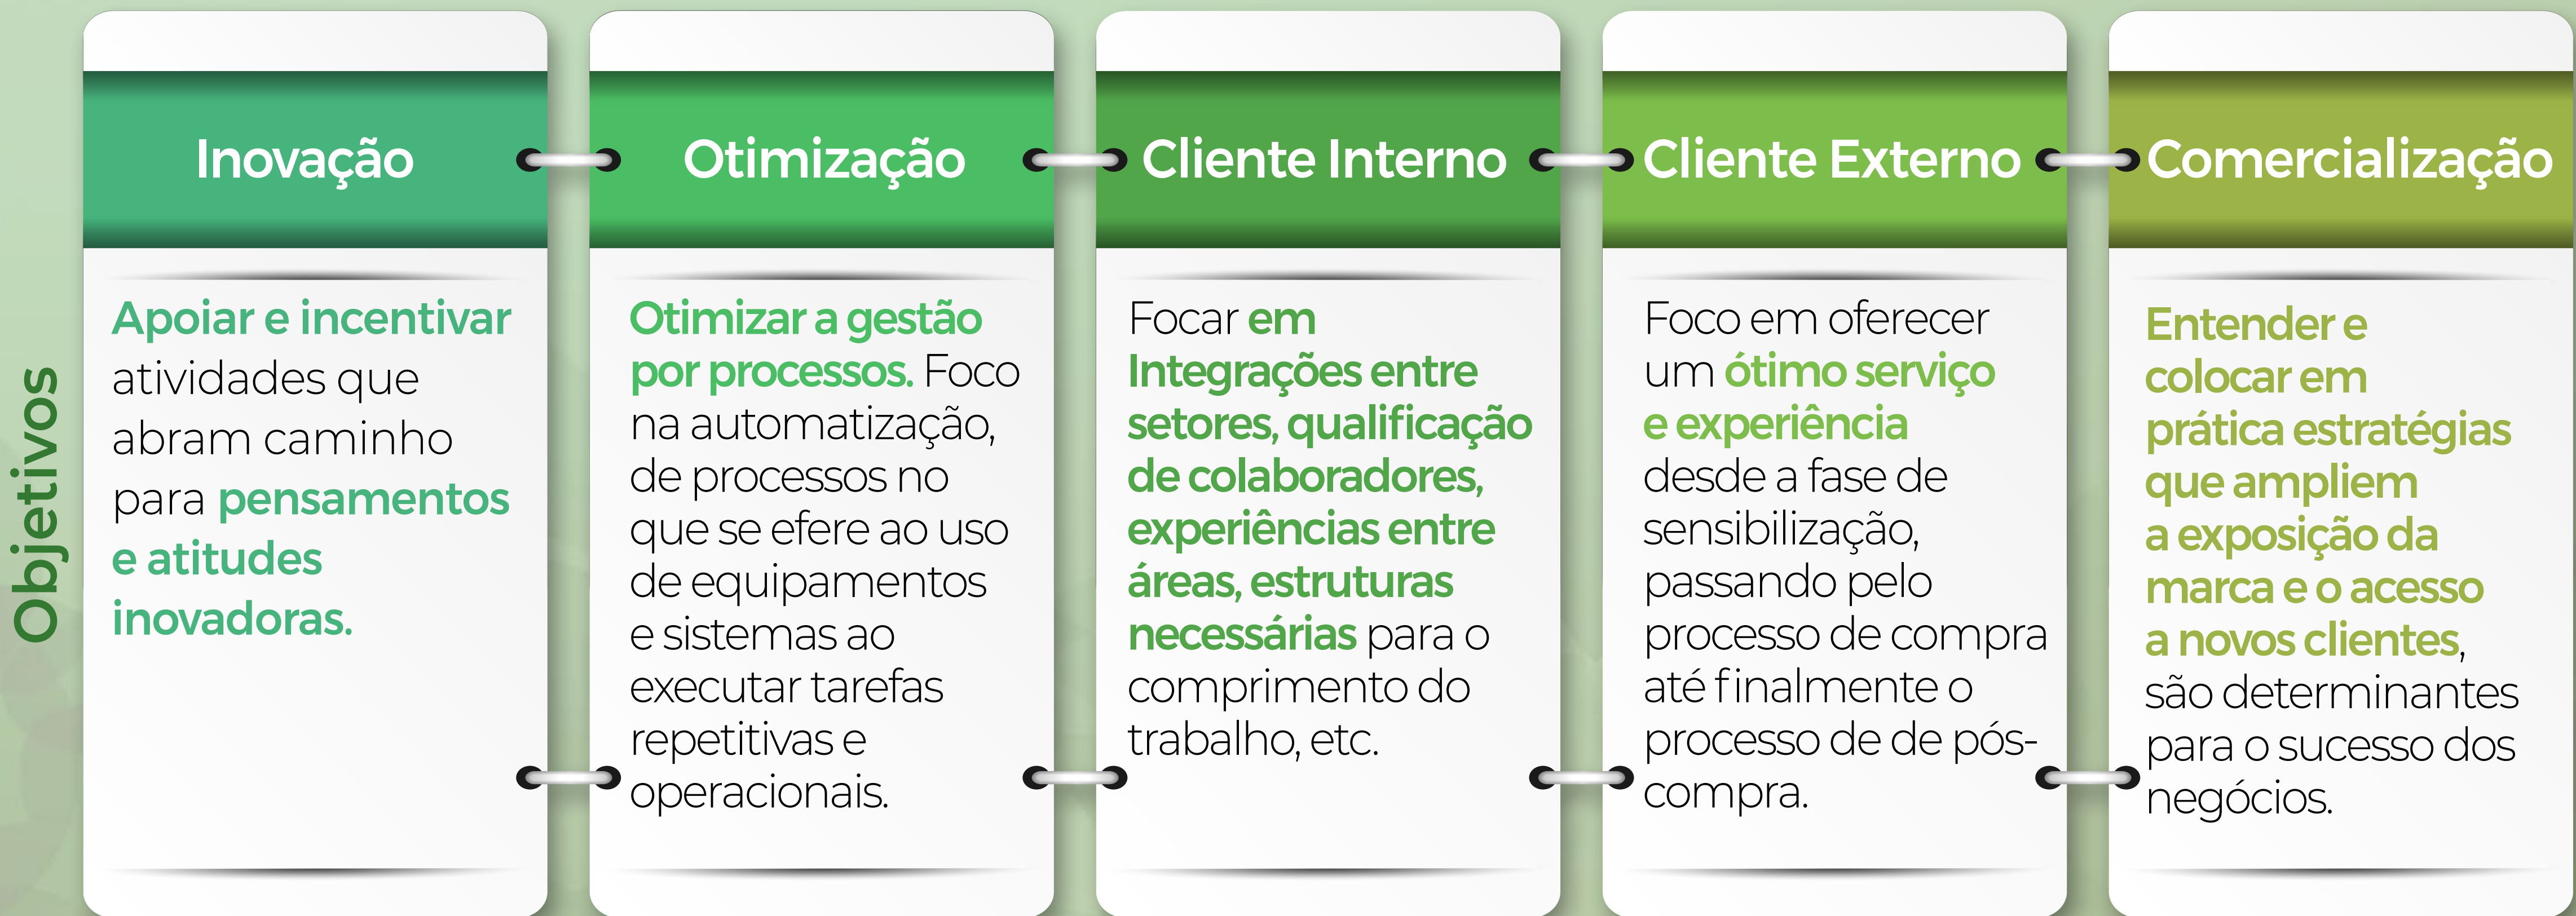 Objetivos
Inovação
Apoiar e incentivar
atividades que
abram caminho
para pensamentos
e atitudes
inovadoras.
Otimização
Otimizar a gestão
por processos. Foco
na automatização,
de processos no
que se efere ao uso
de equipamentos
e sistemas ao
executar tarefas
repetitivas e
operacionais.
Cliente Interno
Focar em
Integrações entre
setores, qualificação
de colaboradores,
experiências entre
áreas, estruturas
necessárias para o
comprimento do
trabalho, etc.
Cliente Externo
Foco em oferecer
um ótimo serviço
e experiência
desde a fase de
sensibilização,
passando pelo
processo de compra
até finalmente o
processo de de pós-
compra.
Comercialização
Entender e
colocar em
prática estratégias
que ampliem
a exposição da
marca e o acesso
a novos clientes,
são determinantes
para o sucesso dos
negócios.